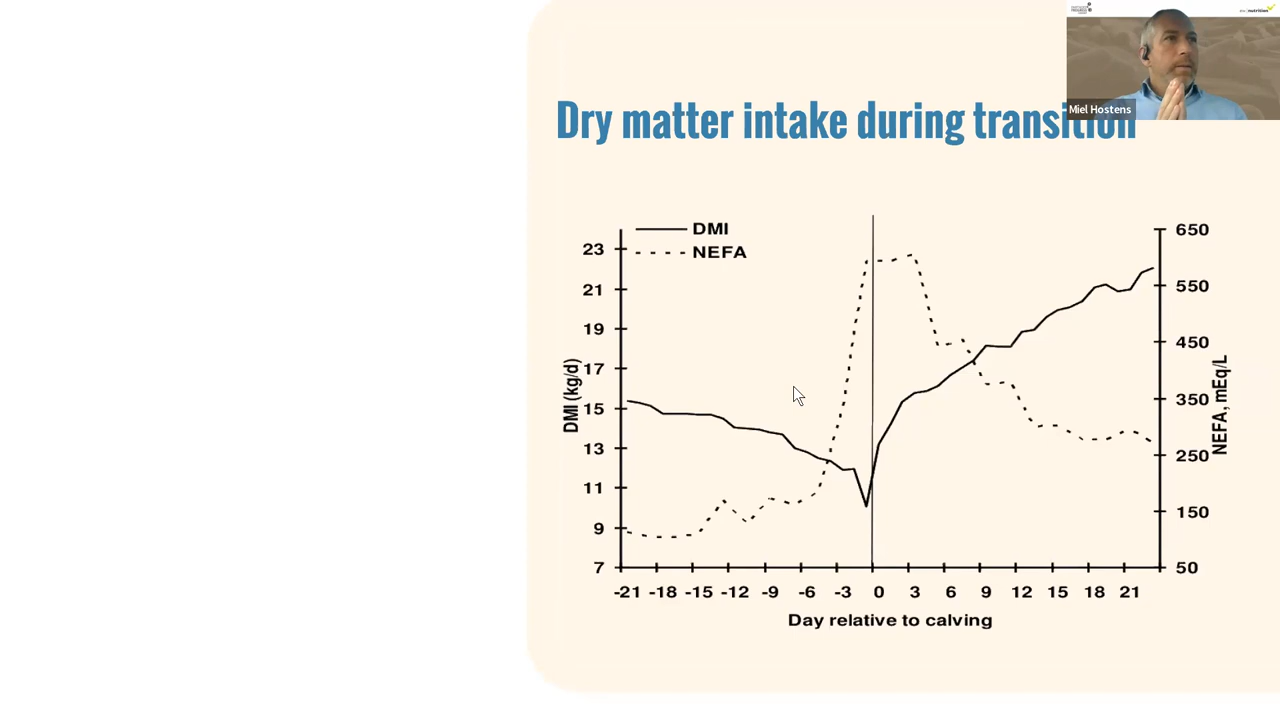 Dry matter intake during transition
Miel Hostens
nutrition
DMI
NEFA
23
21
19
17
15
13
11
9
7
DMI (kg/d)
650
550
450
350
250
150
50
NEFA, mEq/L
-21 -18 -15 -12 -9 -6 -3 0 3 6 9 12 15 18 21
Day relative to calving